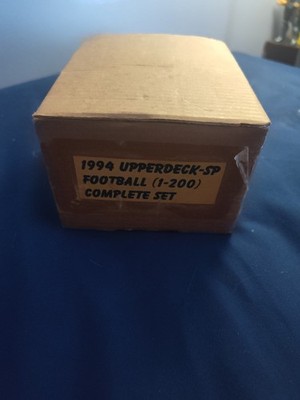 1994 UPPERDECK-SP
FOOTBALL (1-200)
COMPLETE SET